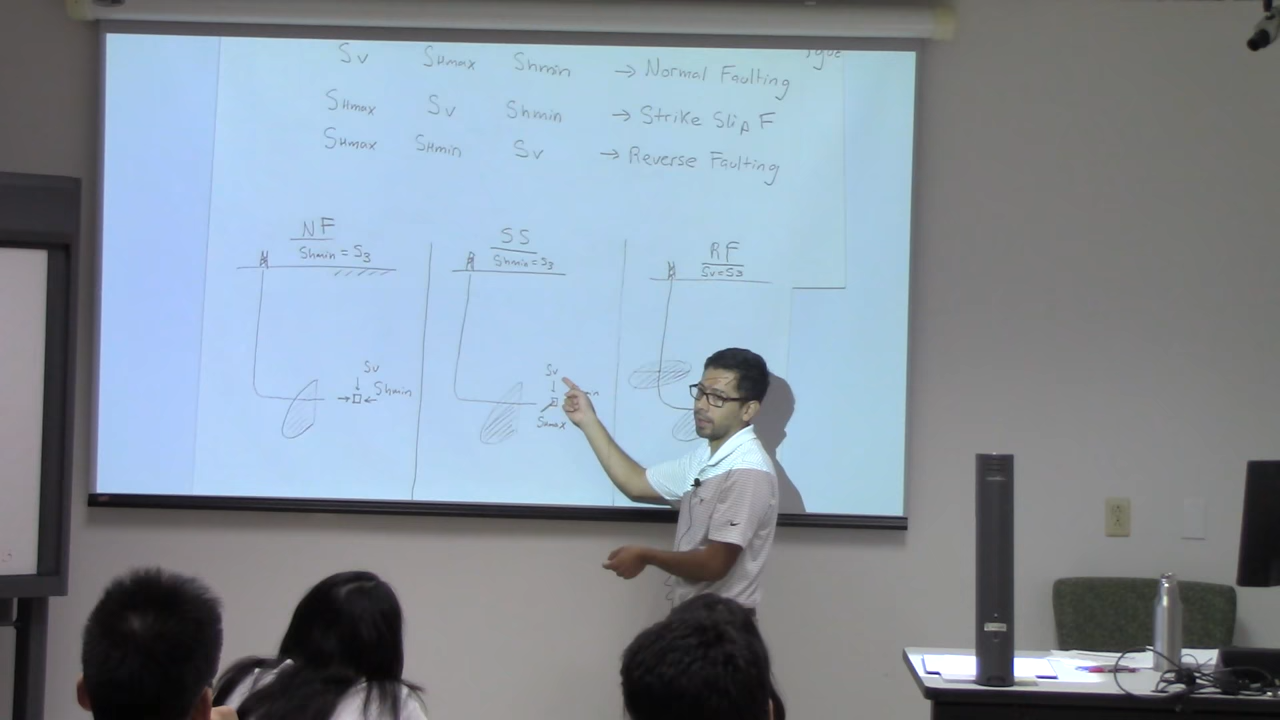 Sv SHmax Shmin → Normal Faulting
SHmax Sv Shmin → Strike Slip F
SHmax SHmin Sv → Reverse Faulting
NF
Shmin = S3
SS
Shmin = S3
RF
Sv = S3
Sv
Shmin
Sv
SHmax